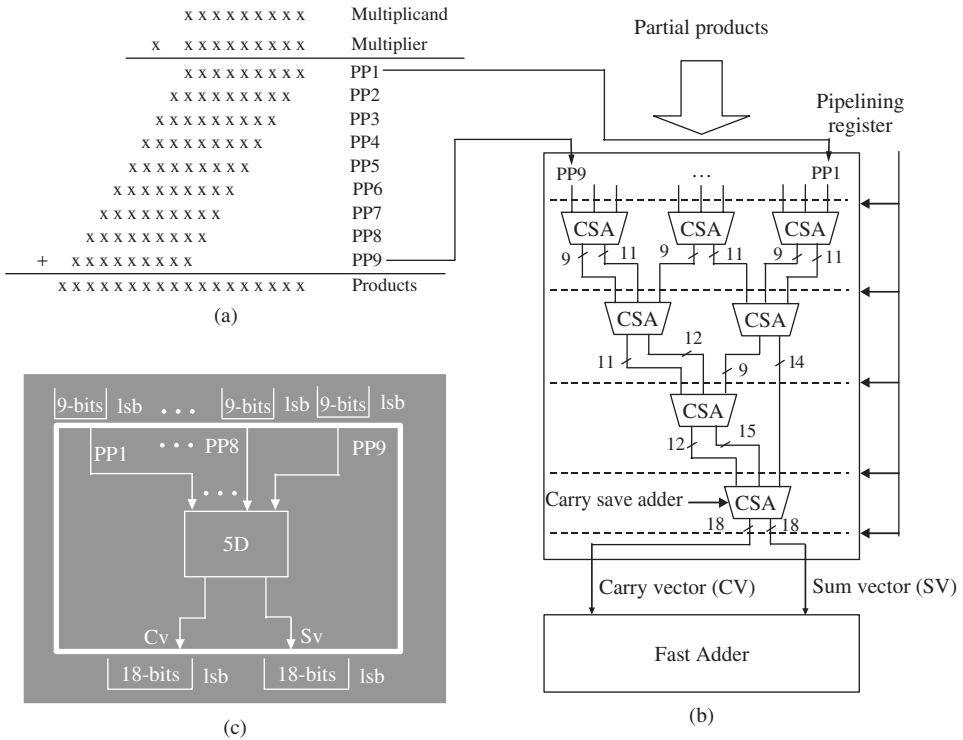 x x x x x x x x x Multiplicand
x x x x x x x x x x Multiplier
x x x x x x x x x PP1
x x x x x x x x x PP2
x x x x x x x x x PP3
x x x x x x x x x PP4
x x x x x x x x x PP5
x x x x x x x x x PP6
x x x x x x x x x PP7
x x x x x x x x x PP8
+ x x x x x x x x x PP9
x x x x x x x x x x x x x x x x x x Products
(a)
Partial products
Pipelining
register
PP9 ... PP1
CSA CSA CSA
9 11 9 11 9 11
CSA CSA
11 12 9 14
CSA
12 15
Carry save adder CSA
18 18
Carry vector (CV) Sum vector (SV)
Fast Adder
(b)
9-bits lsb ... 9-bits lsb 9-bits lsb
PP1 ... PP8 PP9
...
5D
Cv Sv
18-bits lsb 18-bits lsb
(c)